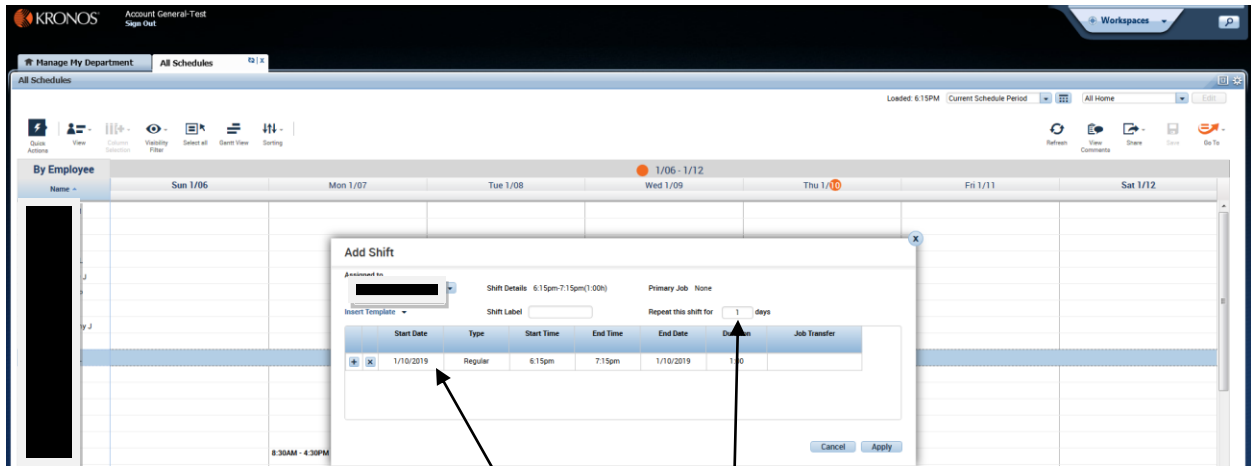 KRONOS
Account General-Test
Sign Out
Workspaces
Manage My Department
All Schedules
All Schedules
Loaded: 6:15PM Current Schedule Period
All Home
Edit
Quick Actions
View
Column Selection
Visibility Filter
Select all
Gantt View
Sorting
Refresh
View Comments
Share
Save
Go To
By Employee
1/06 - 1/12
Name
Sun 1/06
Mon 1/07
Tue 1/08
Wed 1/09
Thu 1/10
Fri 1/11
Sat 1/12
J
y J
Add Shift
Assigned to
Shift Details 6:15pm-7:15pm(1:00h)
Primary Job None
Insert Template
Shift Label
Repeat this shift for 1 days
Start Date Type Start Time End Time End Date Duration Job Transfer
1/10/2019 Regular 6:15pm 7:15pm 1/10/2019 1:00
Cancel Apply
8:30AM - 4:30PM